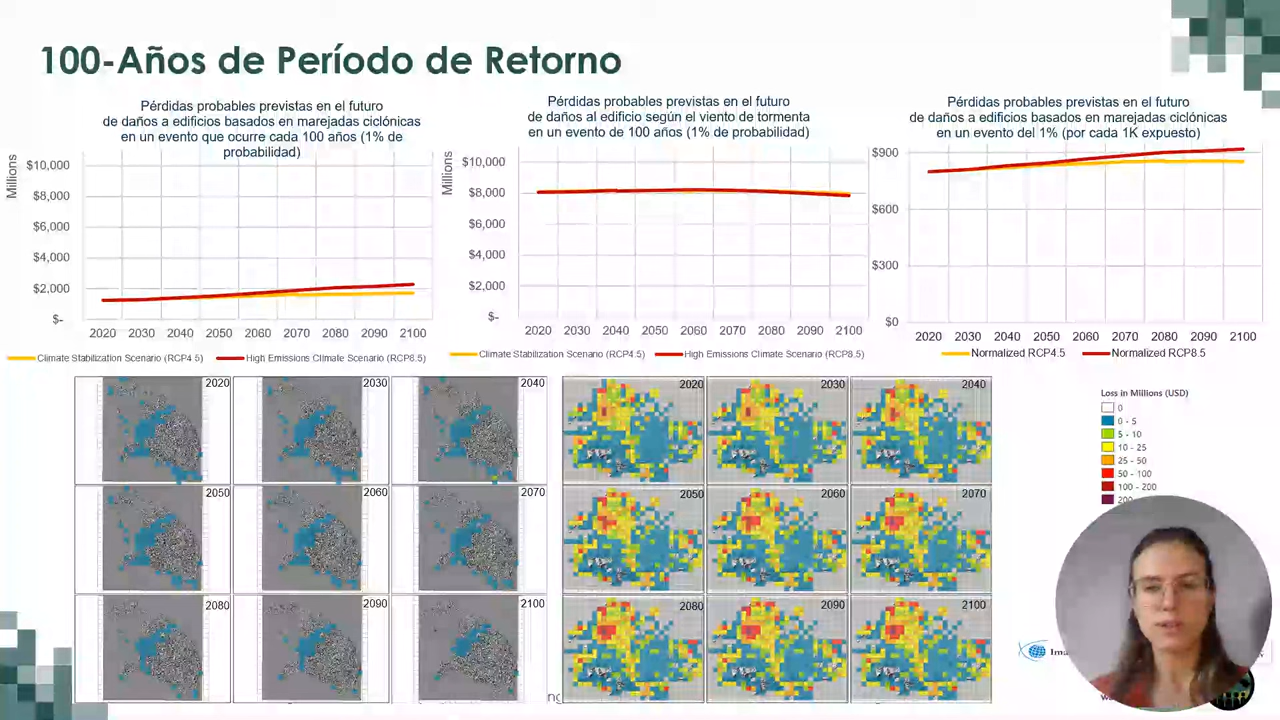 100-Años de Período de Retorno
Pérdidas probables previstas en el futuro
de daños a edificios basados en marejadas ciclónicas
en un evento que ocurre cada 100 años (1% de
probabilidad)
Millions
$10,000
$8,000
$6,000
$4,000
$2,000
$-
2020 2030 2040 2050 2060 2070 2080 2090 2100
Climate Stabilization Scenario (RCP4.5) High Emissions Climate Scenario (RCP8.5)
Pérdidas probables previstas en el futuro
de daños al edificio según el viento de tormenta
en un evento de 100 años (1% de probabilidad)
Millions
$10,000
$8,000
$6,000
$4,000
$2,000
$-
2020 2030 2040 2050 2060 2070 2080 2090 2100
Climate Stabilization Scenario (RCP4.5) High Emissions Climate Scenario (RCP8.5)
Pérdidas probables previstas en el futuro
de daños a edificios basados en marejadas ciclónicas
en un evento del 1% (por cada 1K expuesto)
$900
$600
$300
$0
2020 2030 2040 2050 2060 2070 2080 2090 2100
Normalized RCP4.5 Normalized RCP8.5
2020 2030 2040
2050 2060 2070
2080 2090 2100
2020 2030 2040
2050 2060 2070
2080 2090 2100
Loss in Millions (USD)
0
0 - 5
5 - 10
10 - 25
25 - 50
50 - 100
100 - 200